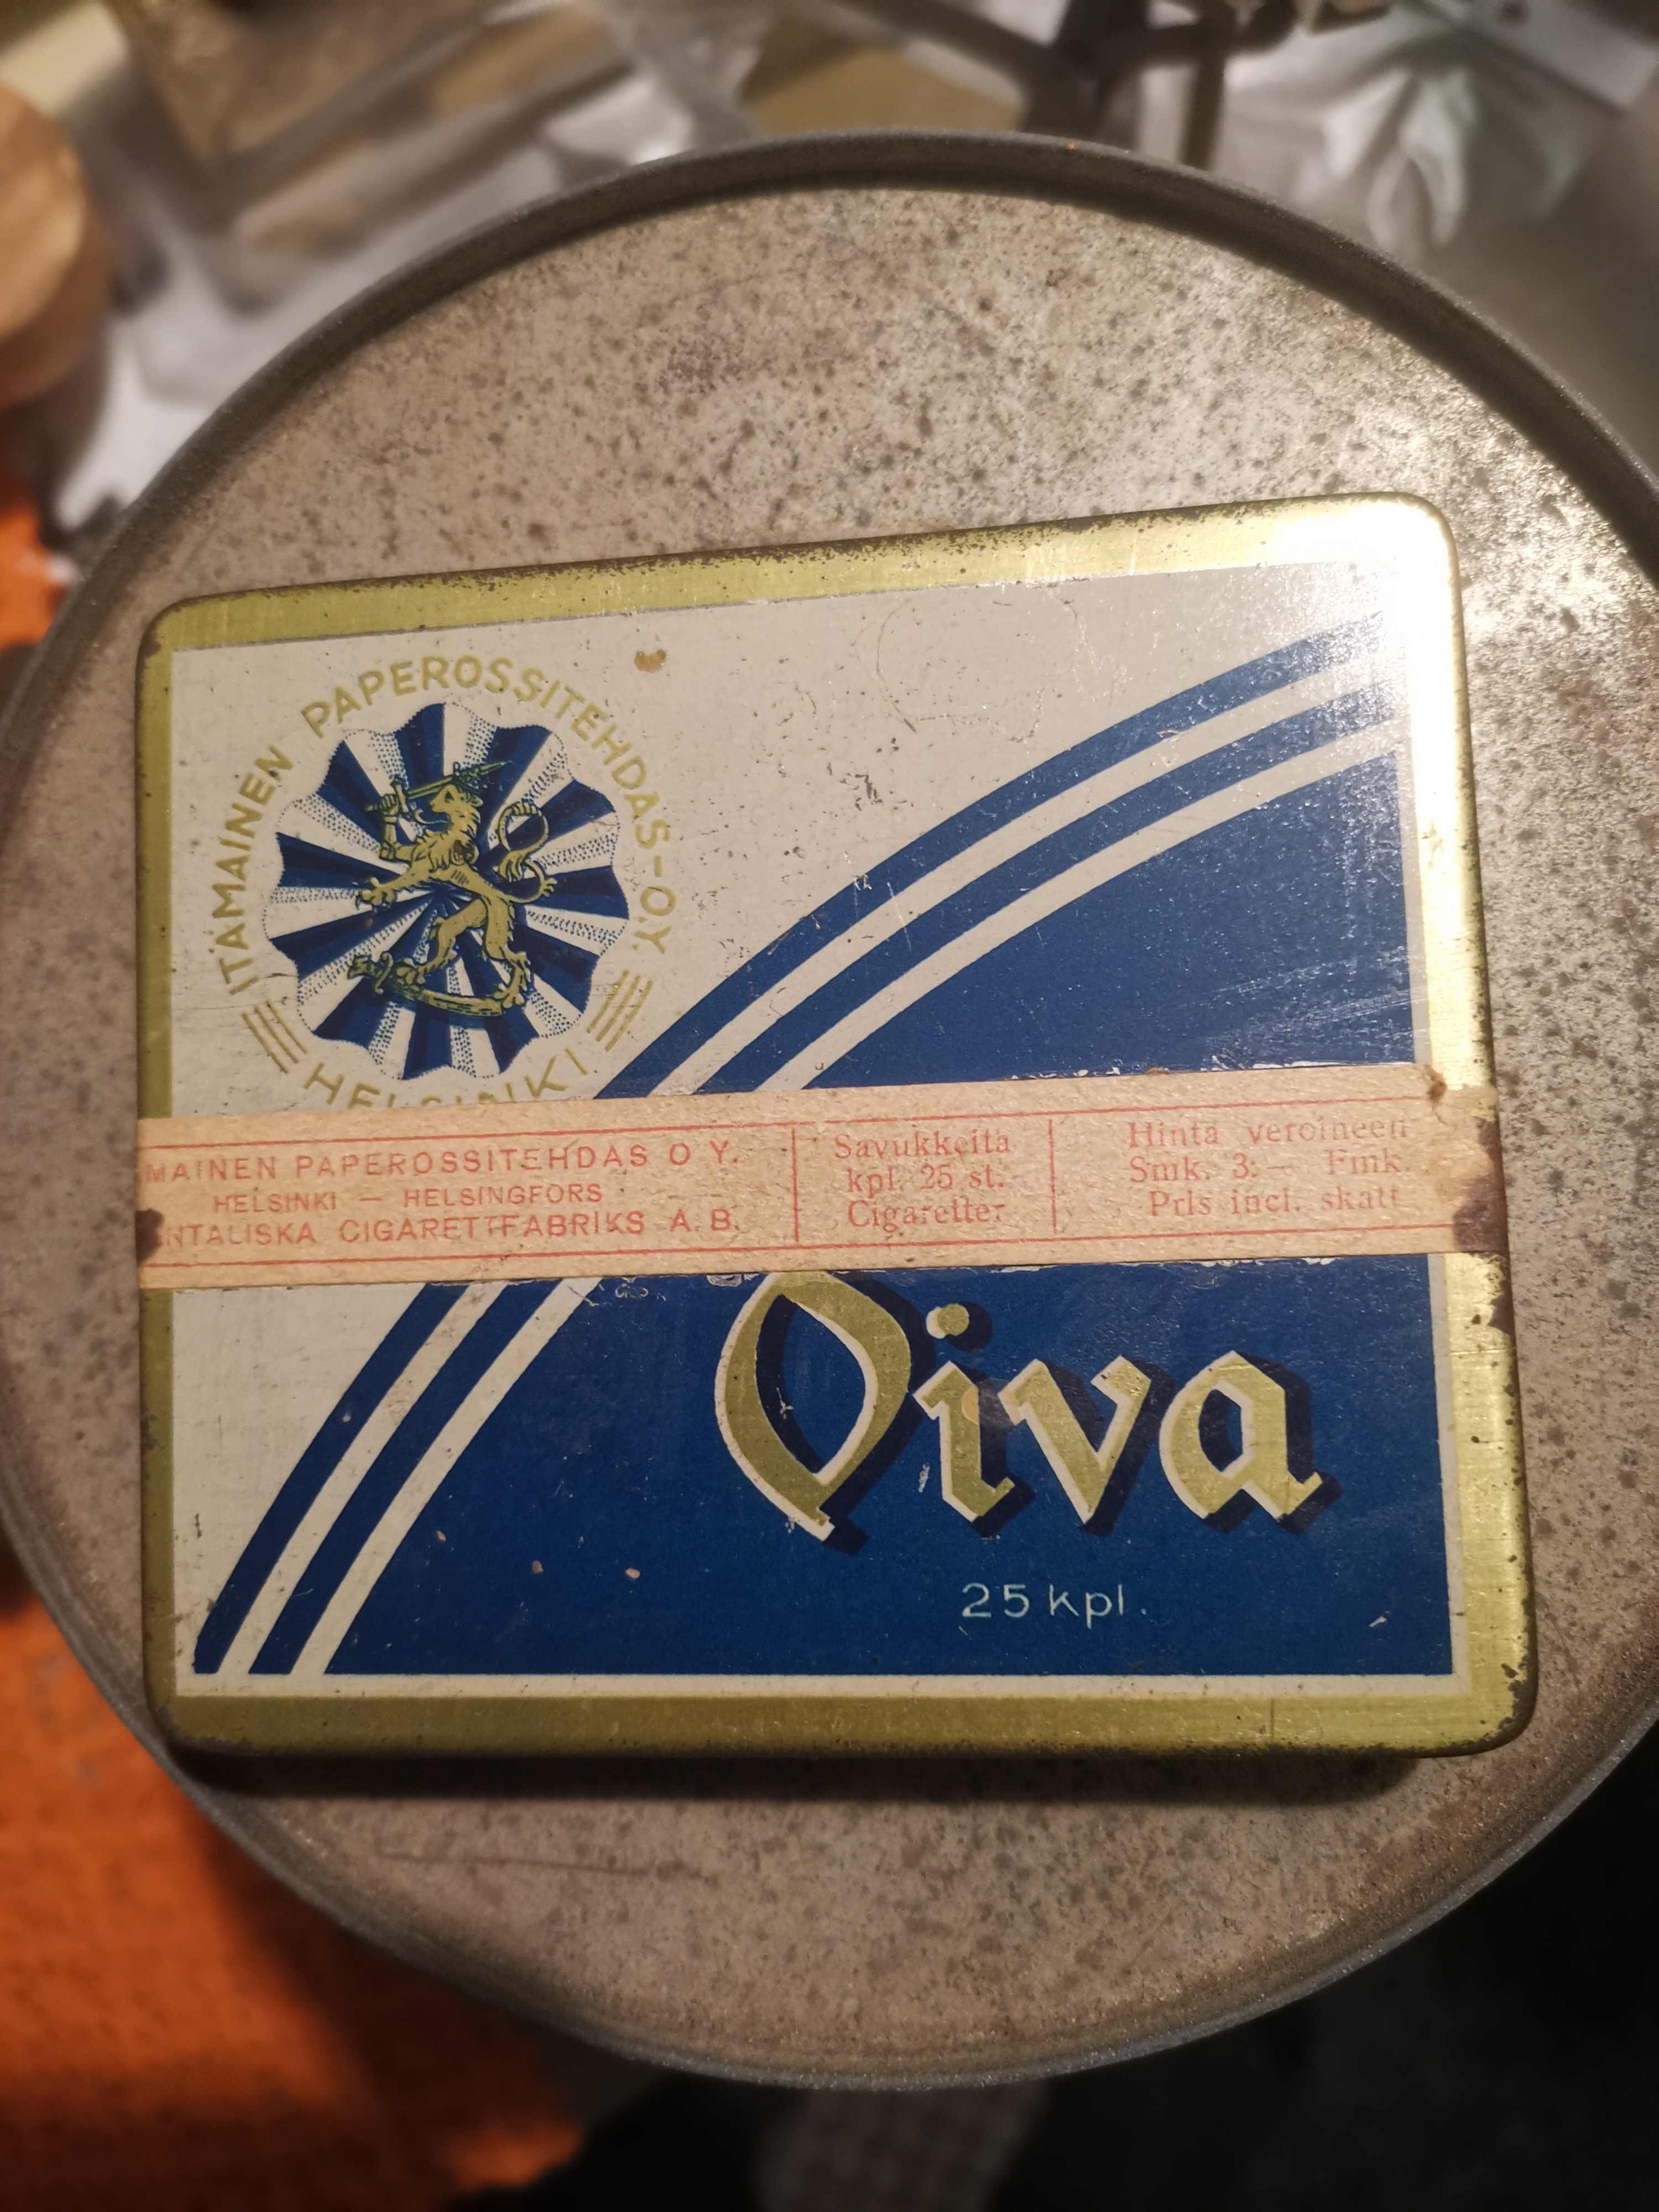 ITÄMAINEN PAPEROSSITEHDAS-O.Y.
HELSINKI
MAINEN PAPEROSSITEHDAS O Y.
HELSINKI — HELSINGFORS
NTALISKA CIGARETTFABRIKS A. B.
Savukkeita
kpl. 25 st.
Cigaretter
Hinta veroineen
Smk. 3:— Fmk.
Pris incl. skatt
Oiva
25 kpl.